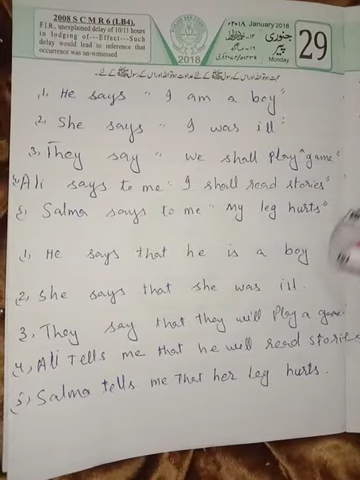 2008 S C M R 6 (LB4).
F.I.R., unexplained delay of 10/11 hours
in lodging of---Effect---Such
delay would lead to reference that
occurrence was un-witnessed
2018
January 2018
جنوری
پیر
Monday
29
1. He says " I am a boy"
2. She says " I was ill"
3. They say " we shall play ^ game"
4, Ali says to me " I shall read stories"
5. Salma says to me " My leg hurts"
1, He says that he is a boy
2, She says that she was ill.
3, They say that they will play a game.
4, Ali tells me that he will read stories
5, Salma tells me that her leg hurts.